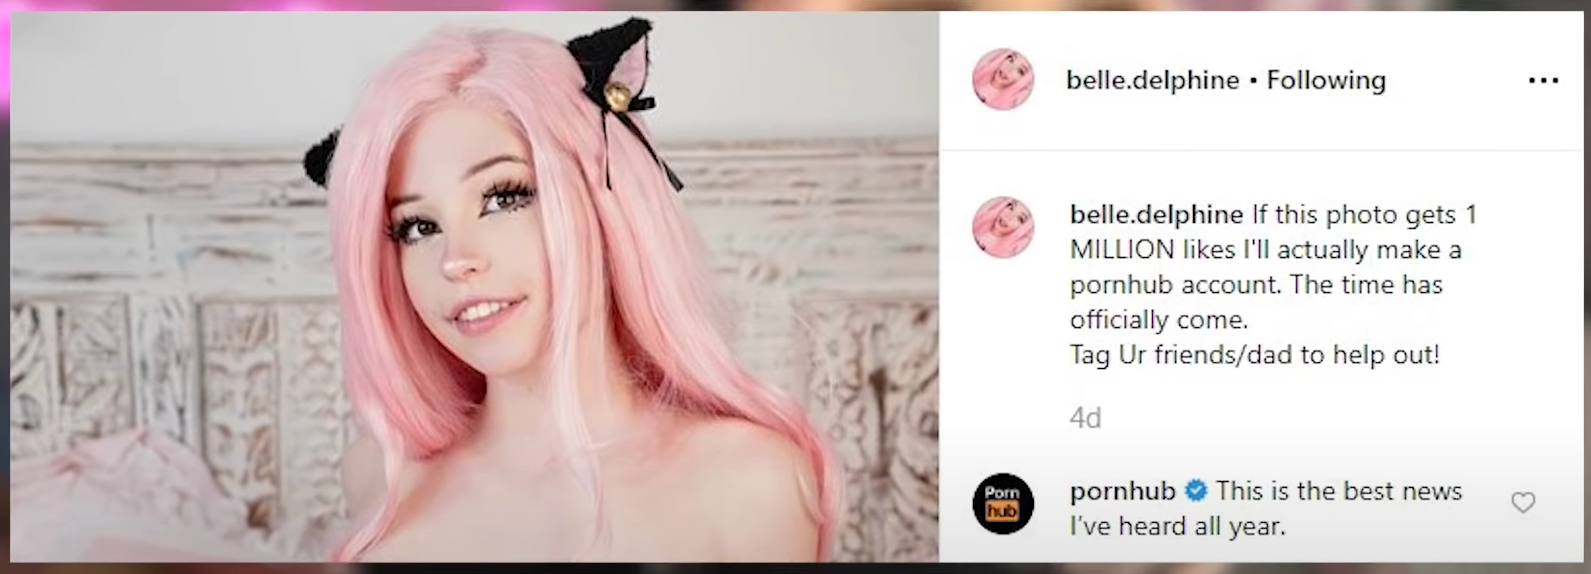 belle.delphine • Following
belle.delphine If this photo gets 1
MILLION likes I'll actually make a
pornhub account. The time has
officially come.
Tag Ur friends/dad to help out!
4d
Porn
hub
pornhub This is the best news
I've heard all year.